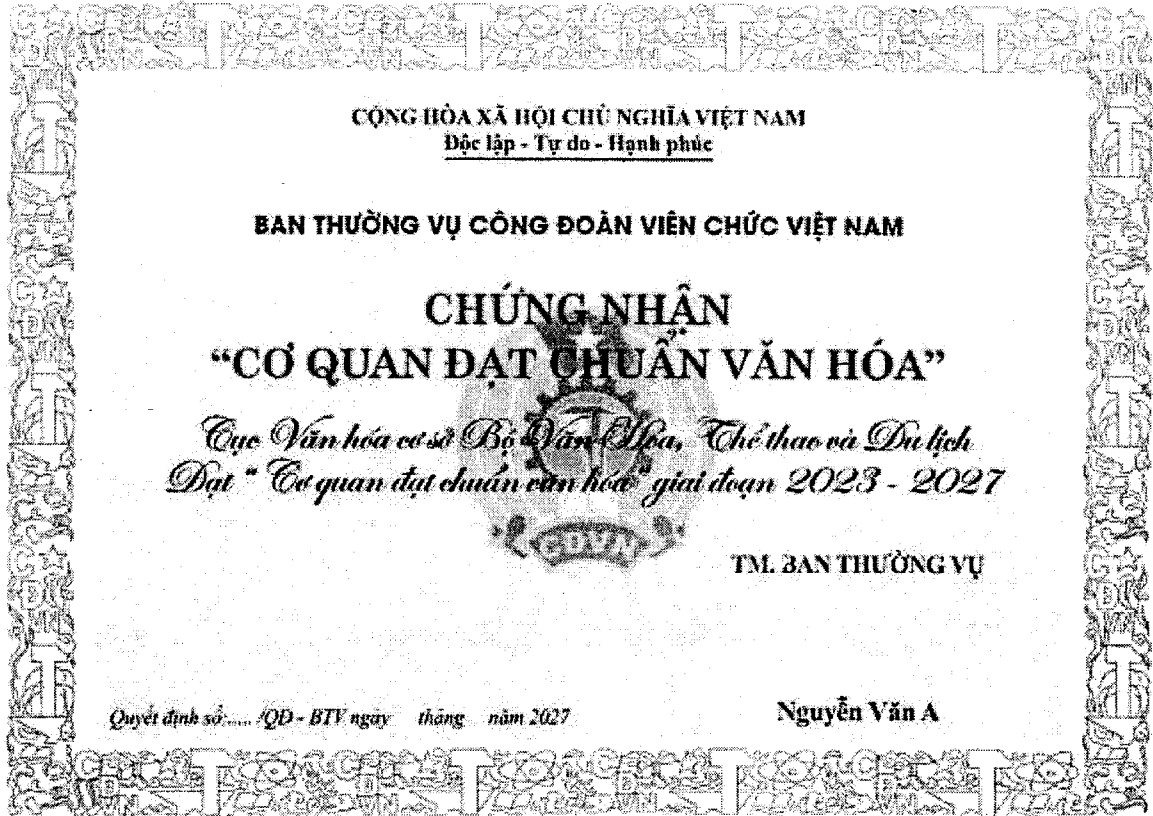 CỘNG HÒA XÃ HỘI CHỦ NGHĨA VIỆT NAM
Độc lập - Tự do - Hạnh phúc
BAN THƯỜNG VỤ CÔNG ĐOÀN VIÊN CHỨC VIỆT NAM
CHỨNG NHẬN
“CƠ QUAN ĐẠT CHUẨN VĂN HÓA”
Cục Văn hóa cơ sở Bộ Văn Hóa, Thể thao và Du lịch
Đạt “ Cơ quan đạt chuẩn văn hóa” giai đoạn 2023 - 2027
CDVN
TM. BAN THƯỜNG VỤ
Quyết định số:..... /QD - BTV ngày tháng năm 2027
Nguyễn Văn A